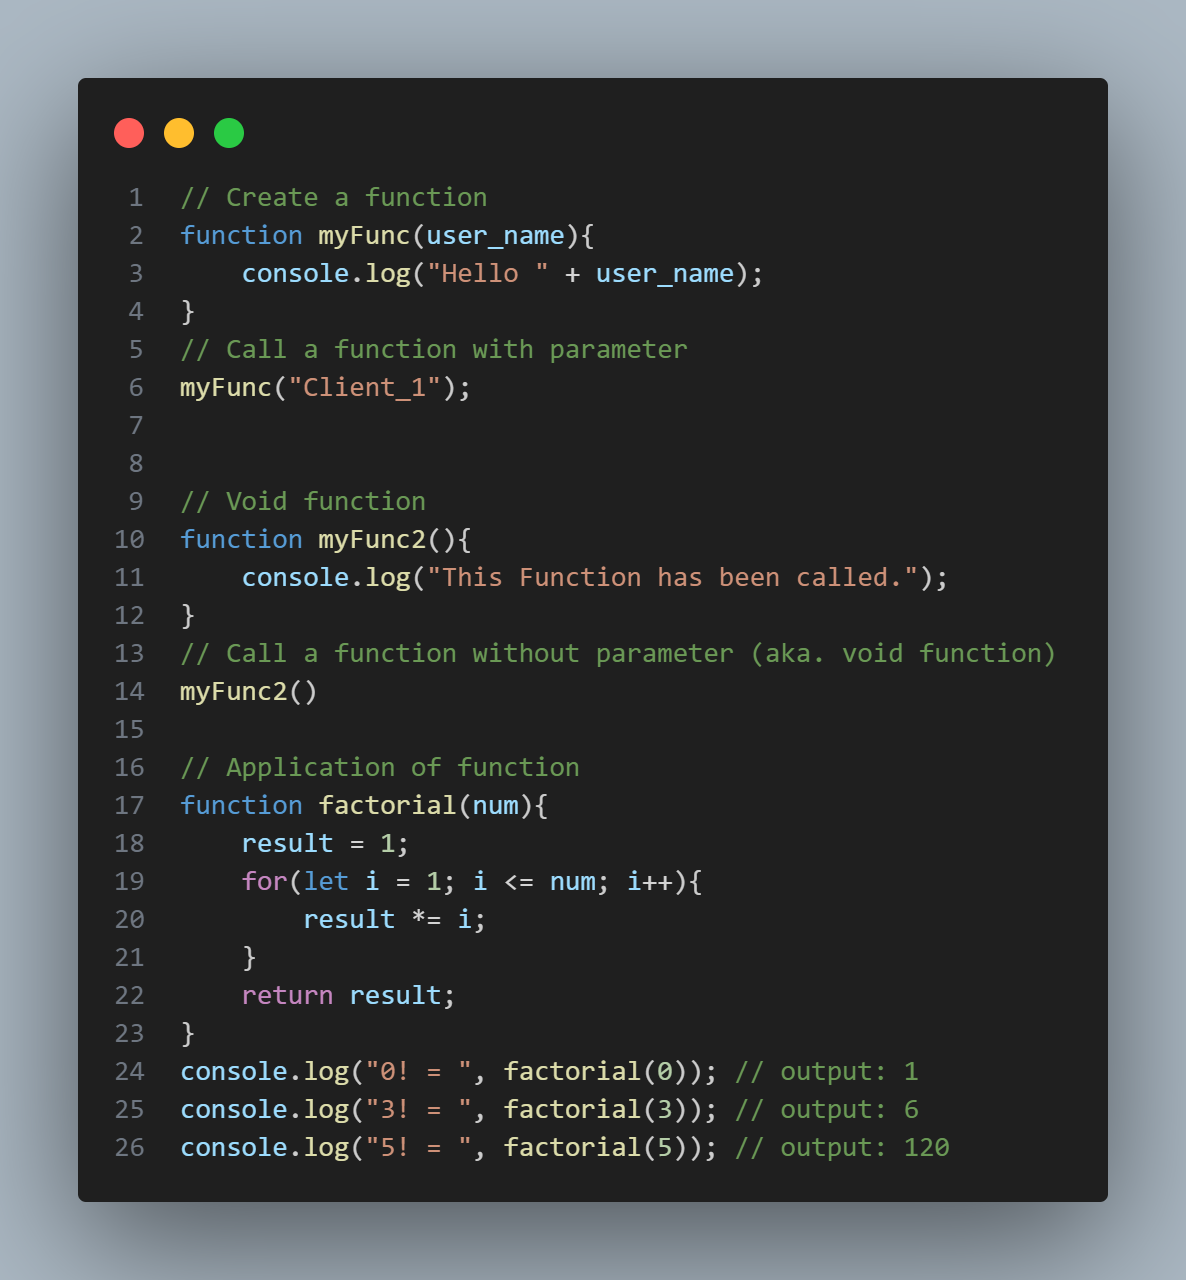 1 // Create a function
2 function myFunc(user_name){
3     console.log("Hello " + user_name);
4 }
5 // Call a function with parameter
6 myFunc("Client_1");
7
8
9 // Void function
10 function myFunc2(){
11     console.log("This Function has been called.");
12 }
13 // Call a function without parameter (aka. void function)
14 myFunc2()
15
16 // Application of function
17 function factorial(num){
18     result = 1;
19     for(let i = 1; i <= num; i++){
20         result *= i;
21     }
22     return result;
23 }
24 console.log("0! = ", factorial(0)); // output: 1
25 console.log("3! = ", factorial(3)); // output: 6
26 console.log("5! = ", factorial(5)); // output: 120